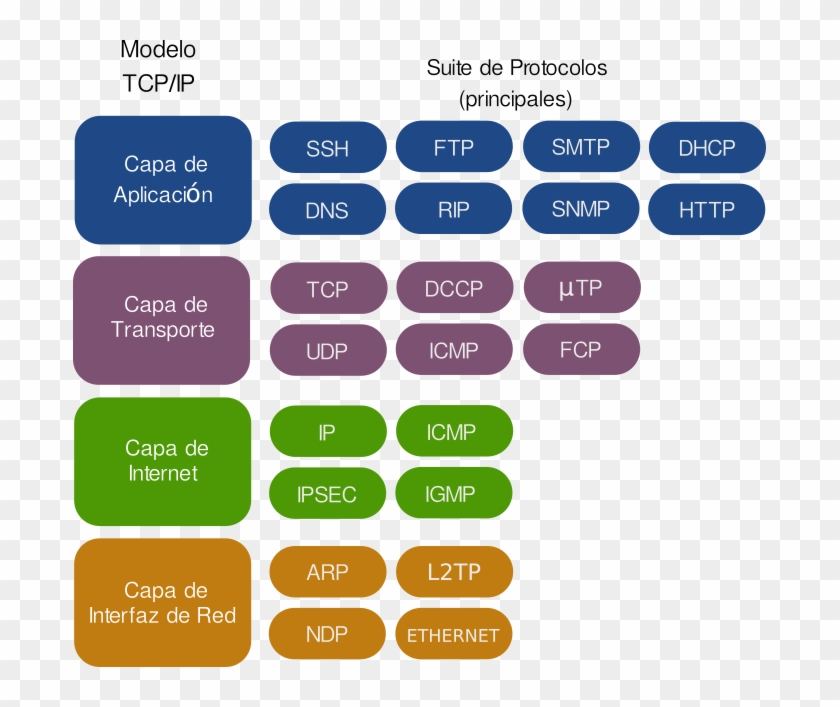 Modelo
TCP/IP
Suite de Protocolos
(principales)
Capa de
Aplicación
SSH FTP SMTP DHCP
DNS RIP SNMP HTTP
Capa de
Transporte
TCP DCCP µTP
UDP ICMP FCP
Capa de
Internet
IP ICMP
IPSEC IGMP
Capa de
Interfaz de Red
ARP L2TP
NDP ETHERNET